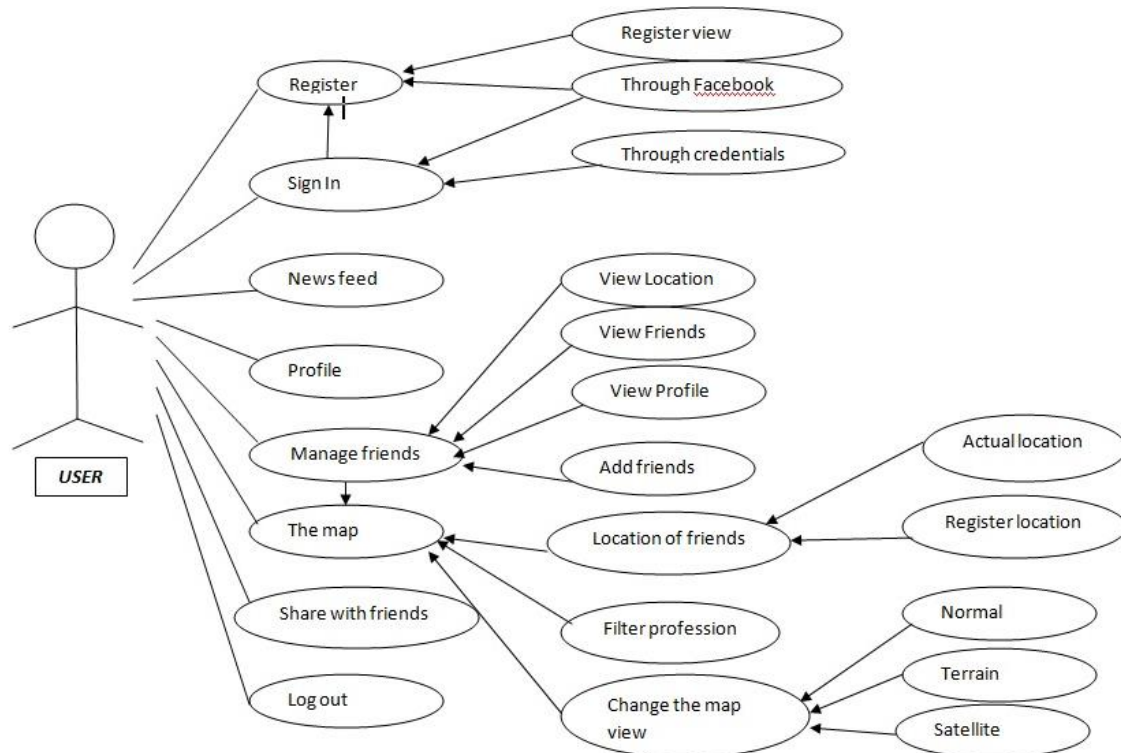 Register view
Register
Through Facebook
Through credentials
Sign In
News feed
View Location
View Friends
Profile
View Profile
Manage friends
Add friends
Actual location
USER
The map
Location of friends
Register location
Share with friends
Filter profession
Normal
Log out
Change the map
view
Terrain
Satellite